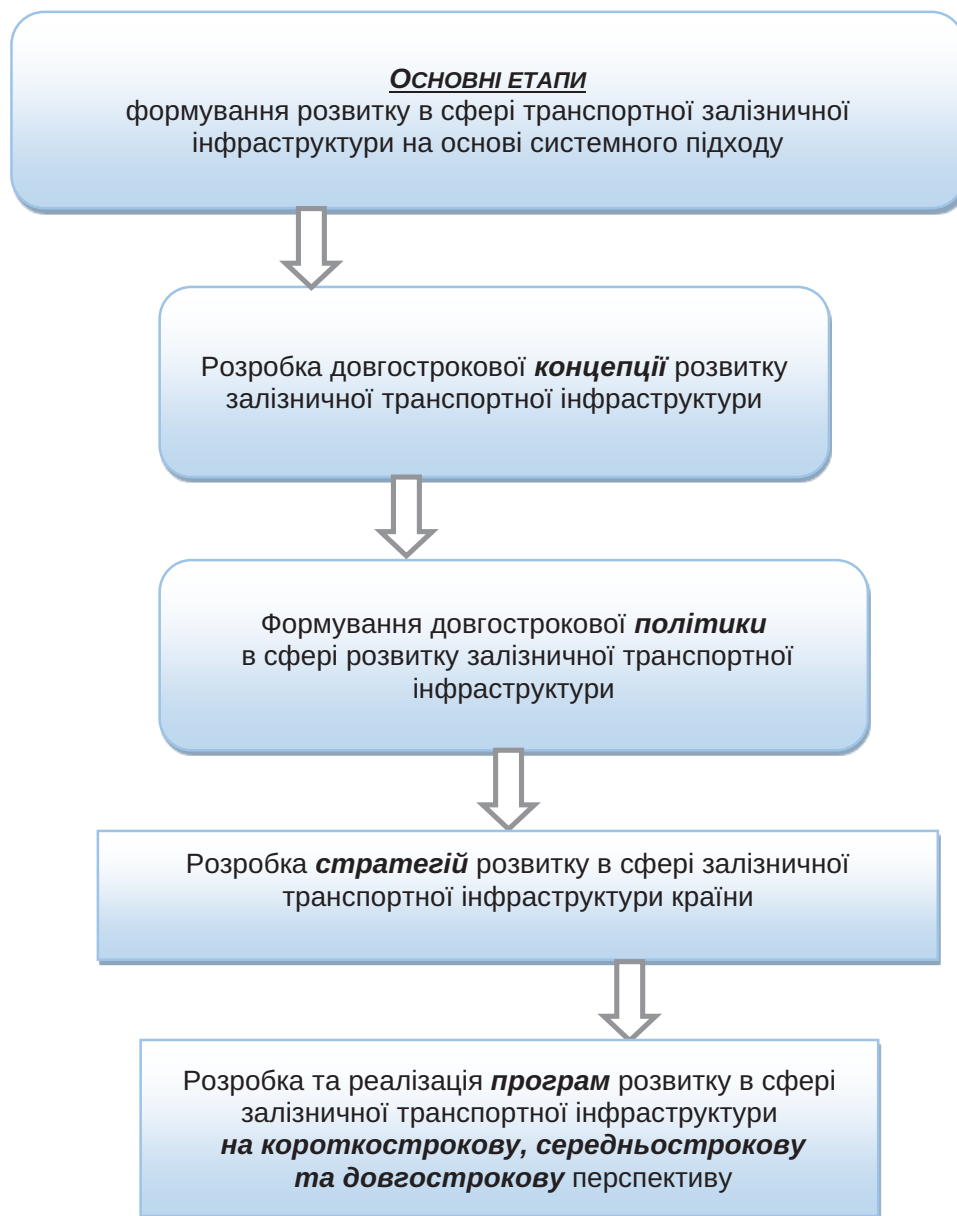 ОСНОВНІ ЕТАПИ
формування розвитку в сфері транспортної залізничної
інфраструктури на основі системного підходу
Розробка довгострокової концепції розвитку
залізничної транспортної інфраструктури
Формування довгострокової політики
в сфері розвитку залізничної транспортної
інфраструктури
Розробка стратегій розвитку в сфері залізничної
транспортної інфраструктури країни
Розробка та реалізація програм розвитку в сфері
залізничної транспортної інфраструктури
на короткострокову, середньострокову
та довгострокову перспективу